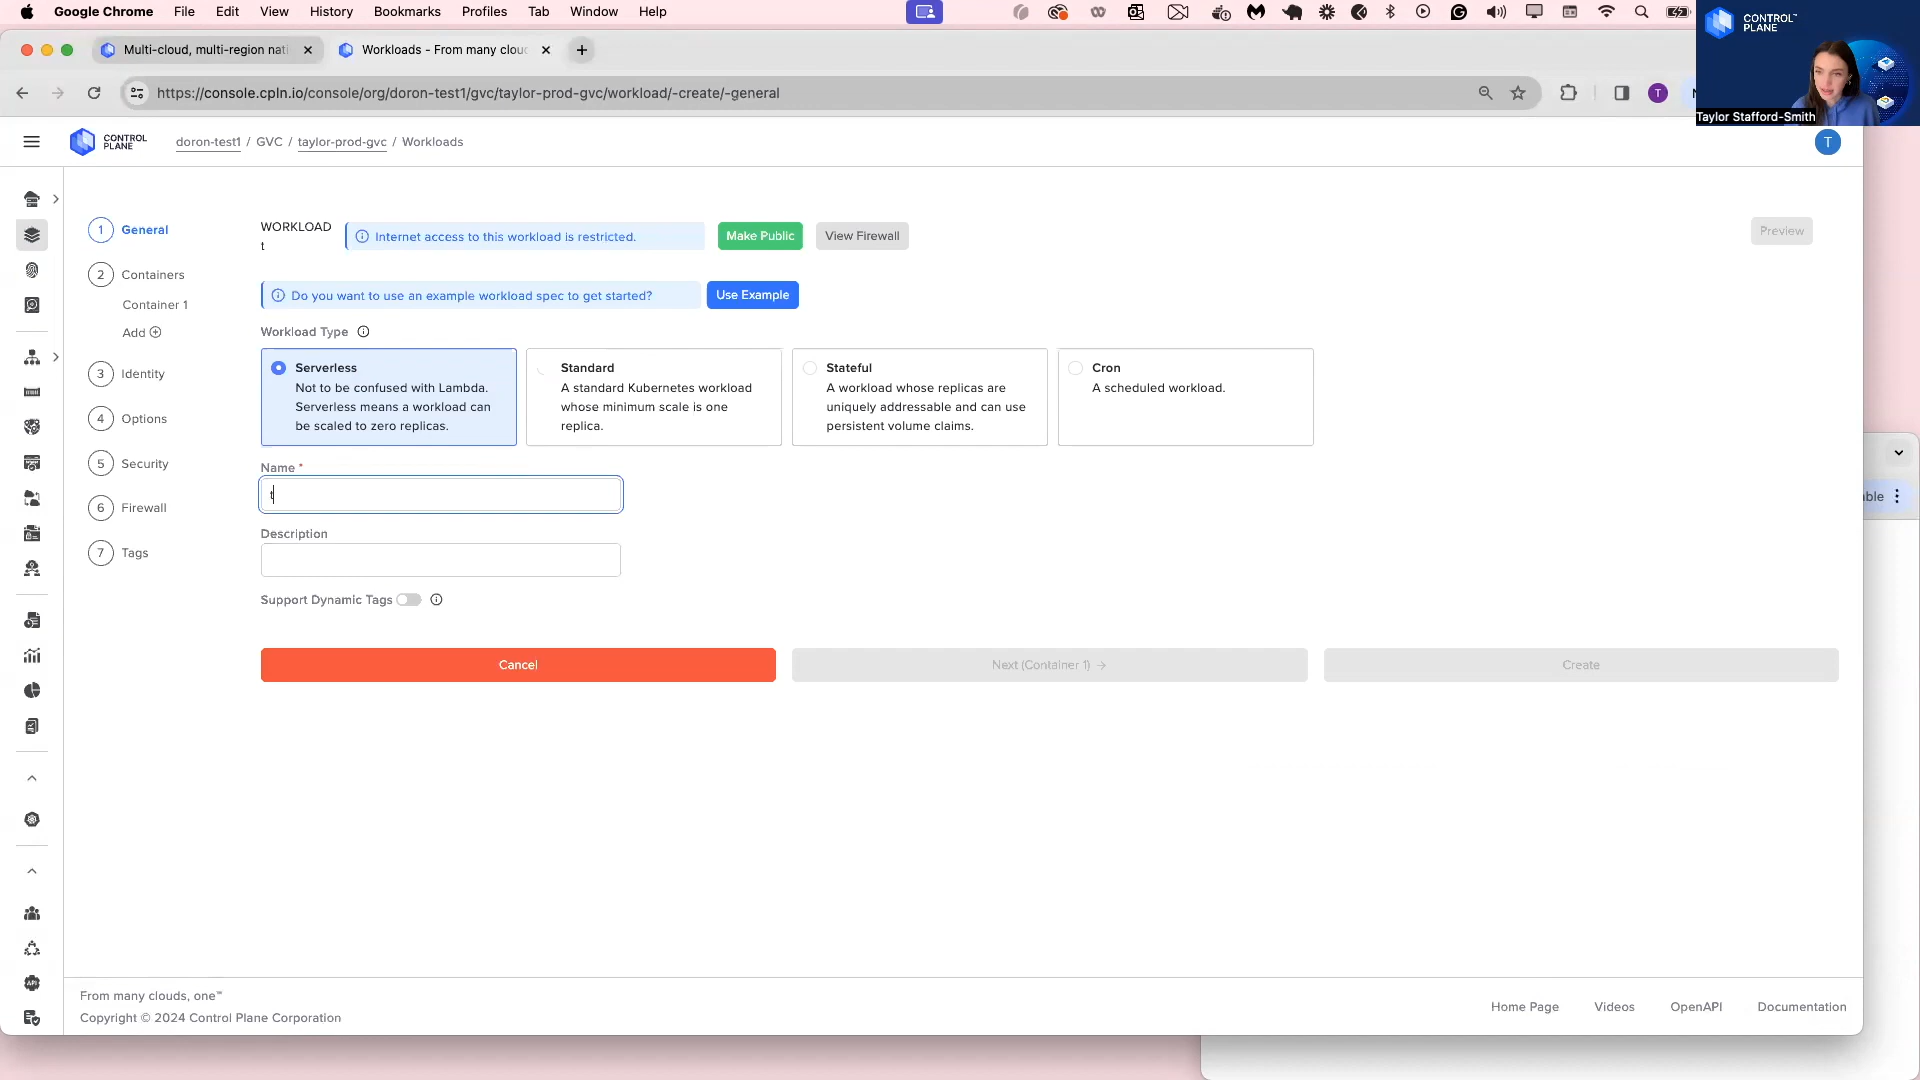 Google Chrome File Edit View History Bookmarks Profiles Tab Window Help
CONTROL PLANE™
Taylor Stafford-Smith
Multi-cloud, multi-region nati
Workloads - From many clou
https://console.cpln.io/console/org/doron-test1/gvc/taylor-prod-gvc/workload/-create/-general
T
CONTROL PLANE
doron-test1 / GVC / taylor-prod-gvc / Workloads
T
1 General
2 Containers
Container 1
Add
3 Identity
4 Options
5 Security
6 Firewall
7 Tags
WORKLOAD
t
Internet access to this workload is restricted.
Make Public
View Firewall
Preview
Do you want to use an example workload spec to get started?
Use Example
Workload Type
Serverless
Not to be confused with Lambda.
Serverless means a workload can
be scaled to zero replicas.
Standard
A standard Kubernetes workload
whose minimum scale is one
replica.
Stateful
A workload whose replicas are
uniquely addressable and can use
persistent volume claims.
Cron
A scheduled workload.
Name *
t
Description
Support Dynamic Tags
Cancel
Next (Container 1) →
Create
API
From many clouds, one™
Copyright © 2024 Control Plane Corporation
Home Page
Videos
OpenAPI
Documentation